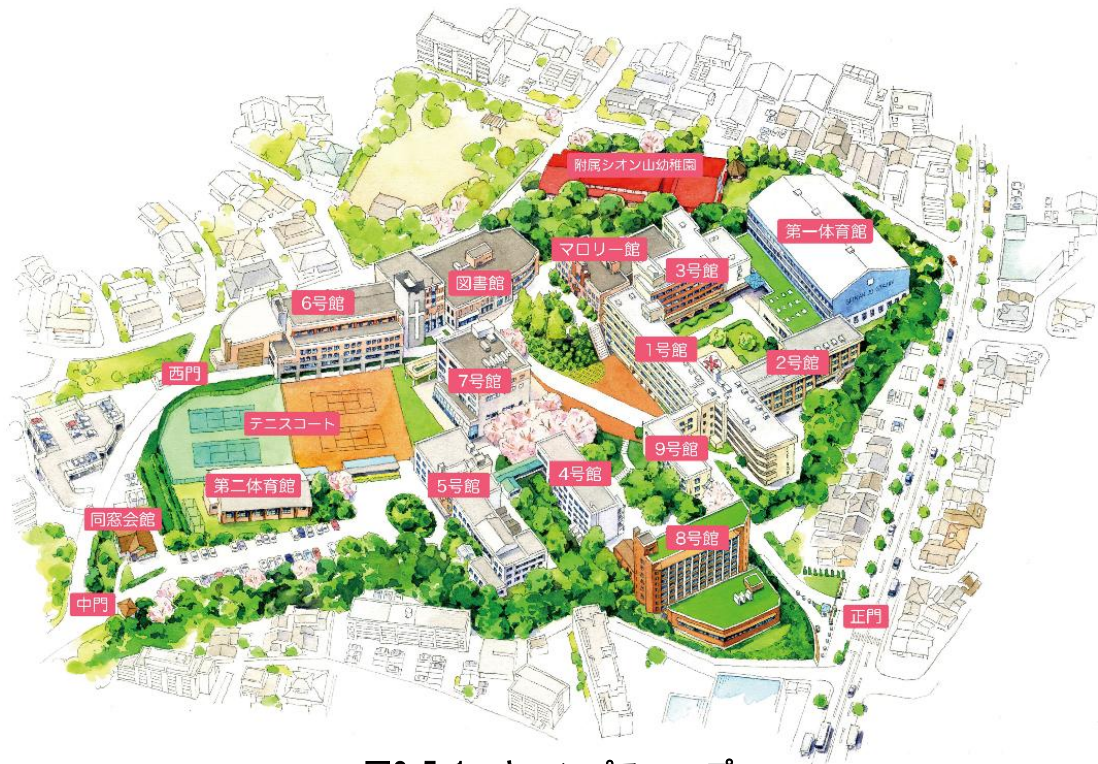 附属シオン山幼稚園
第一体育館
マロリー館
3号館
図書館
6号館
1号館
2号館
西門
7号館
テニスコート
9号館
4号館
5号館
第二体育館
同窓会館
8号館
中門
正門